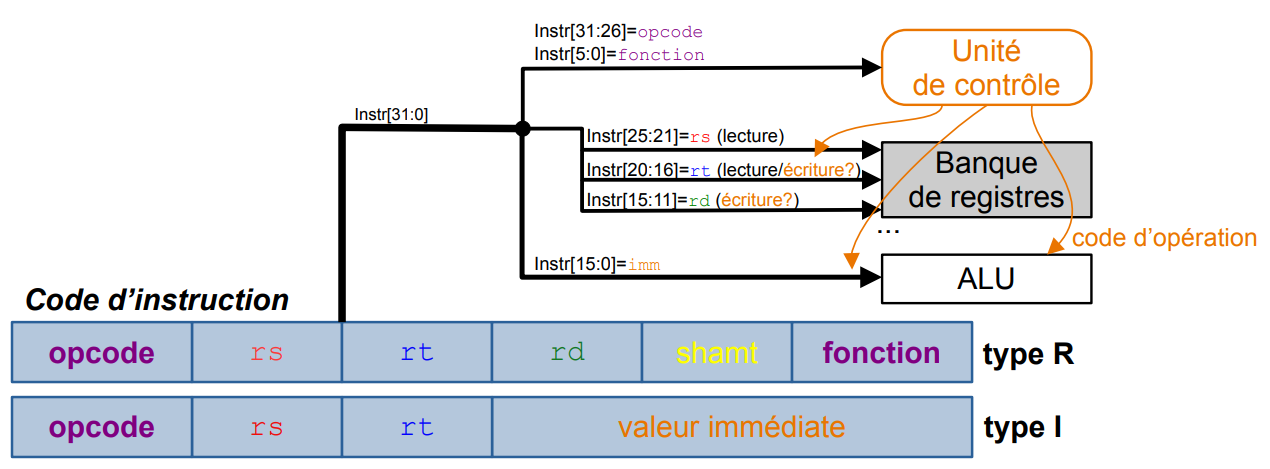 Instr[31:26]=opcode
Instr[5:0]=fonction
Unité
de contrôle
Instr[31:0]
Instr[25:21]=rs (lecture)
Instr[20:16]=rt (lecture/écriture?)
Instr[15:11]=rd (écriture?)
Banque
de registres
...
code d’opération
Instr[15:0]=imm
ALU
Code d’instruction
opcode rs rt rd shamt fonction type R
opcode rs rt valeur immédiate type I